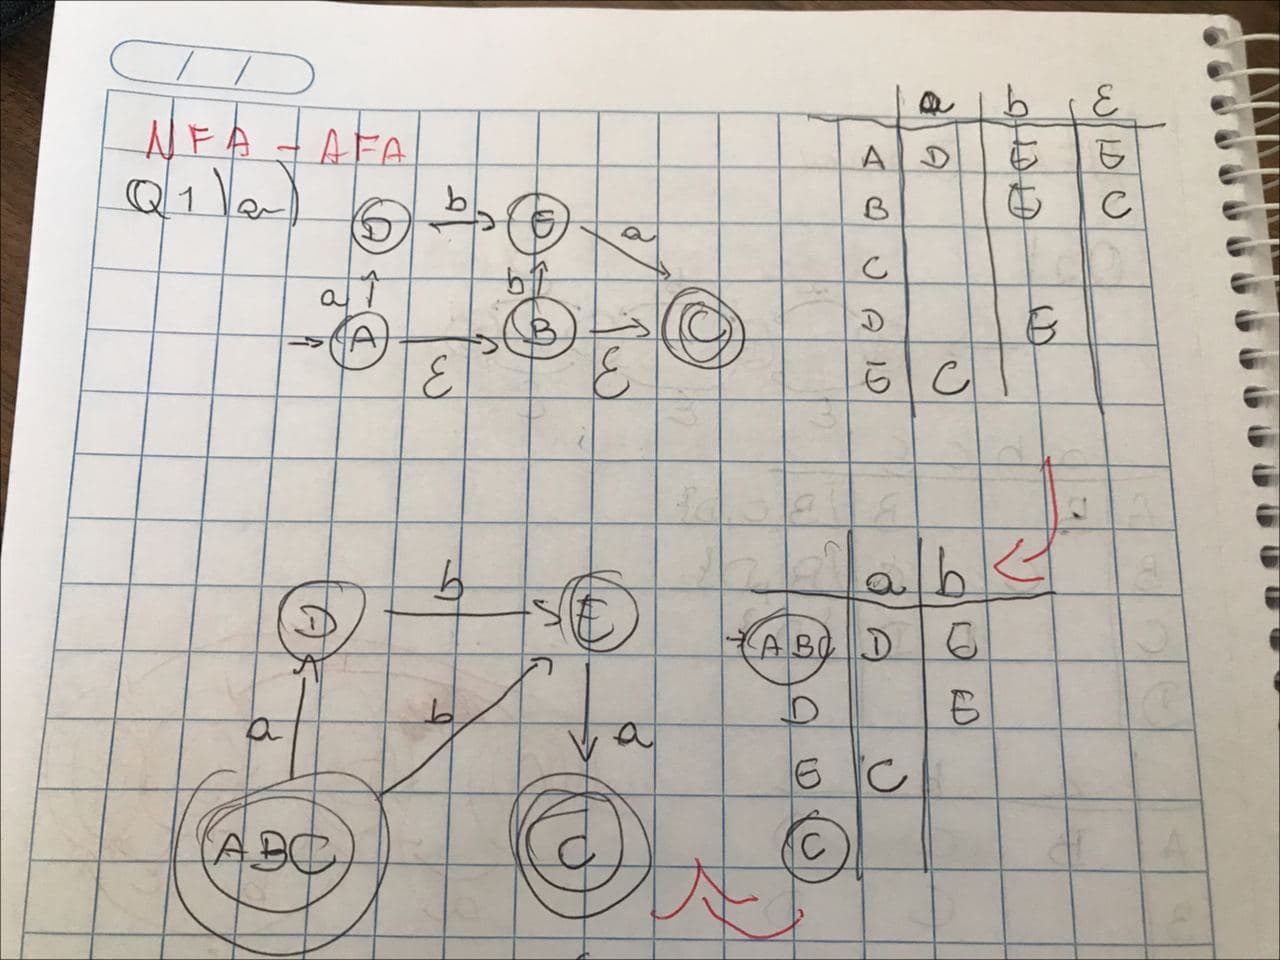 NFA - AFA
Q1) a)
D b E a
a b
A ε B ε C
a b ε
A D E E
B E C
C
D E
E C
D b E
a b a
ABC C
a b
ABC D E
D E
E C
C